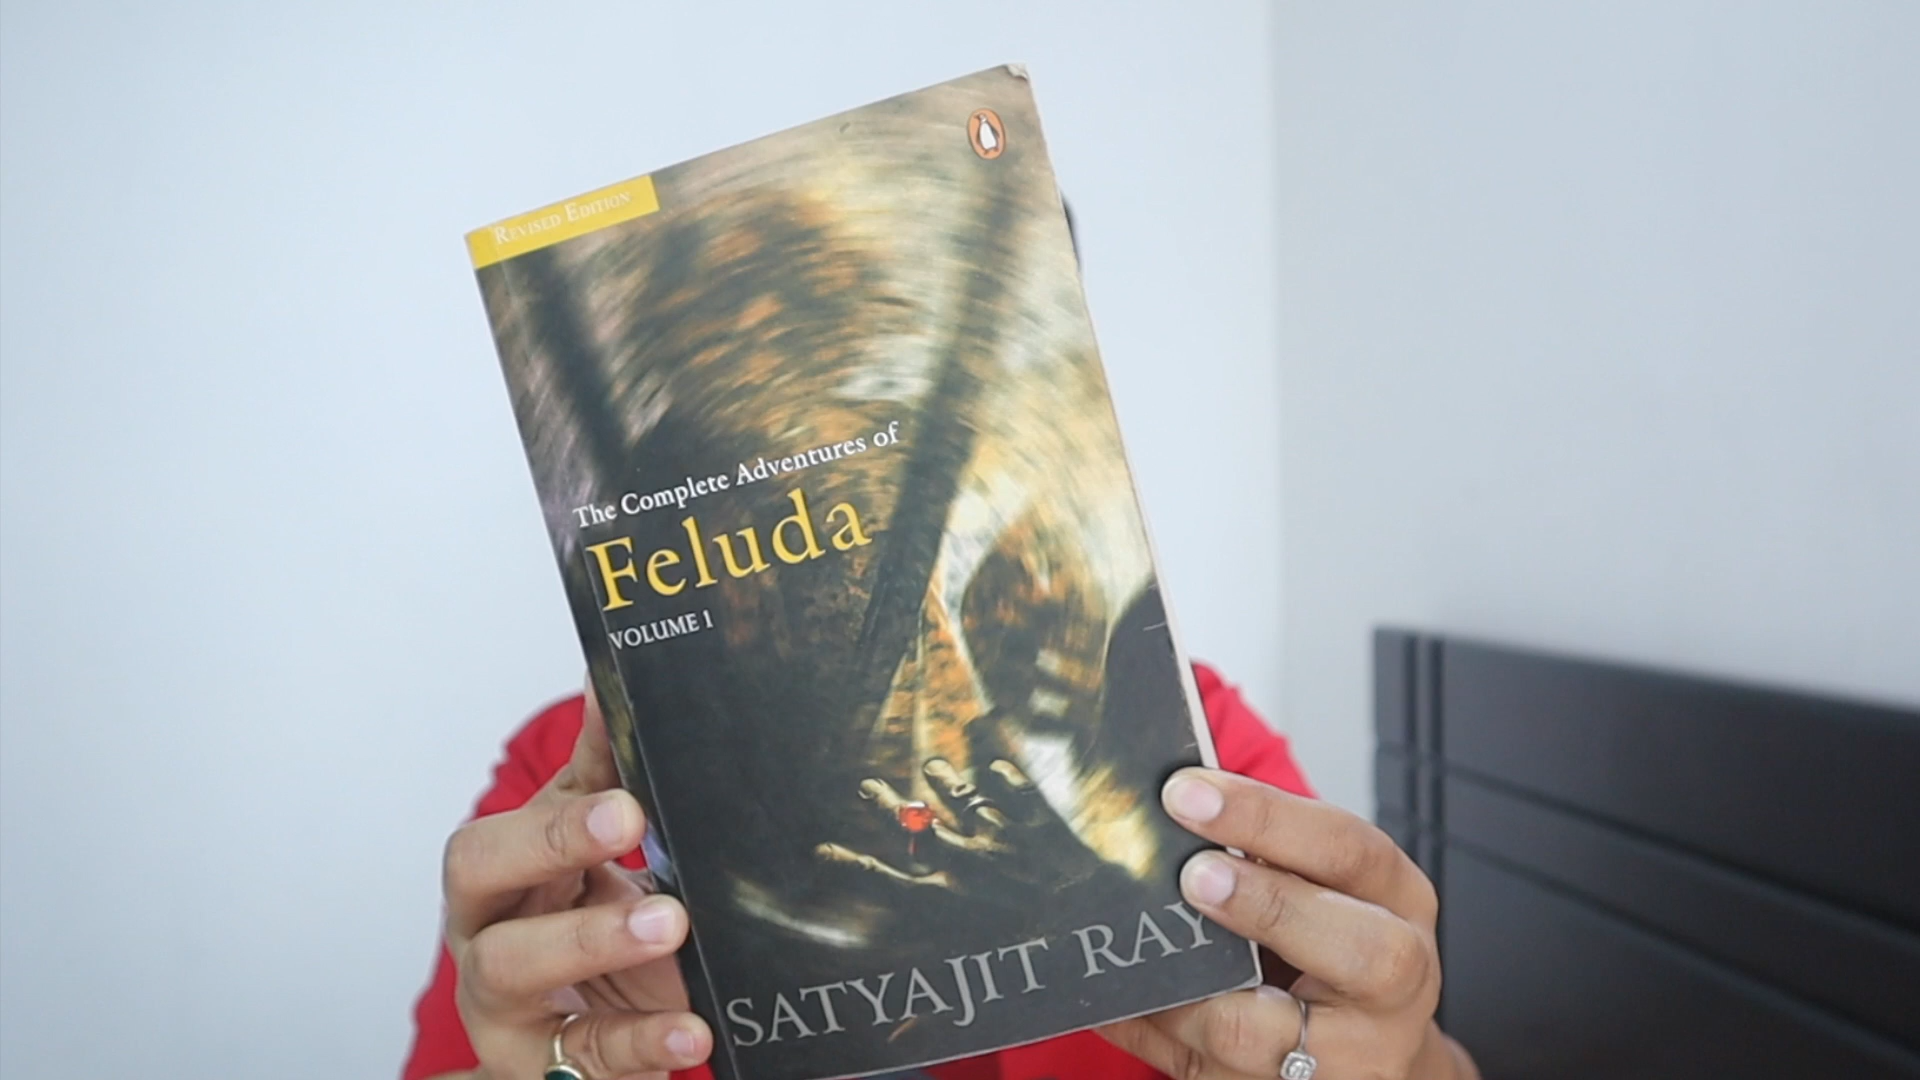 REVISED EDITION
The Complete Adventures of
Feluda
VOLUME 1
SATYAJIT RAY